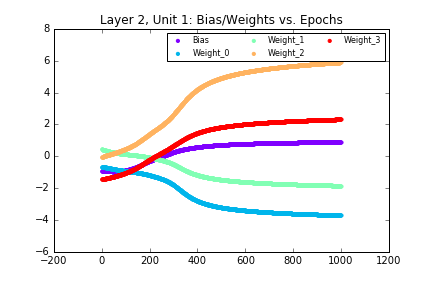 Layer 2, Unit 1: Bias/Weights vs. Epochs
Bias Weight_1 Weight_3
Weight_0 Weight_2
8
6
4
2
0
−2
−4
−6
−200 0 200 400 600 800 1000 1200